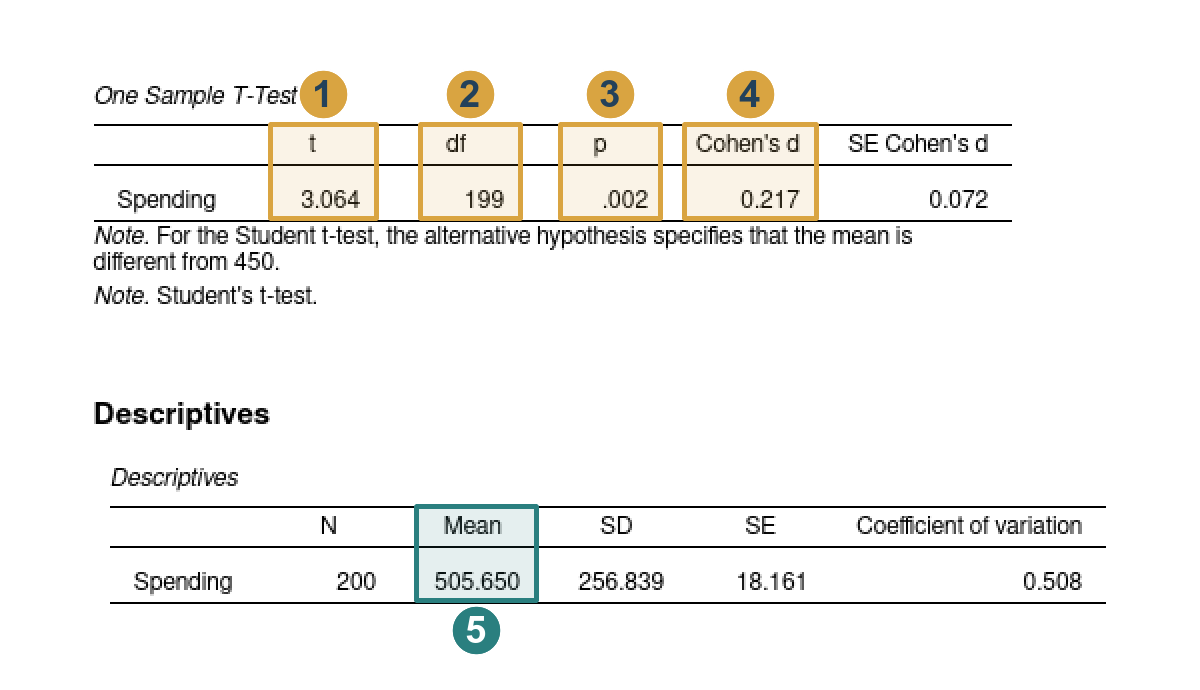 One Sample T-Test 1 2 3 4
t df p Cohen's d SE Cohen's d
Spending 3.064 199 .002 0.217 0.072
Note. For the Student t-test, the alternative hypothesis specifies that the mean is
different from 450.
Note. Student's t-test.
Descriptives
Descriptives
N Mean SD SE Coefficient of variation
Spending 200 505.650 256.839 18.161 0.508
5